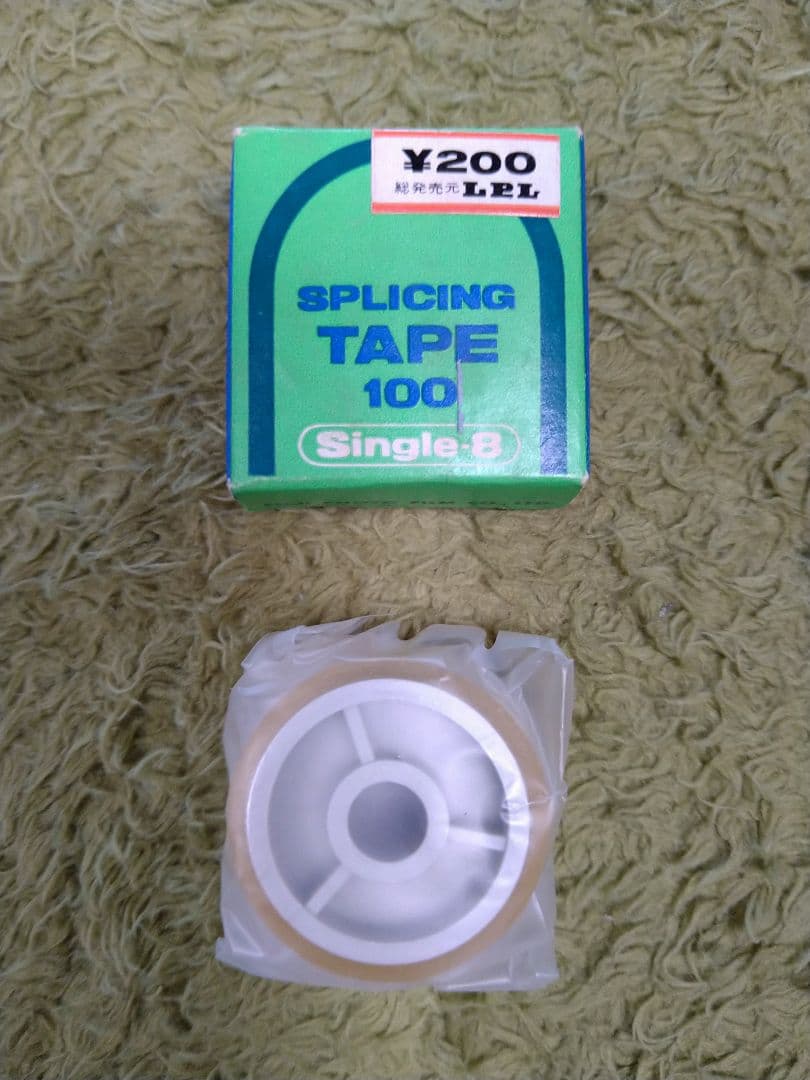 ¥200
総発売元 LPL
SPLICING
TAPE
100
Single-8